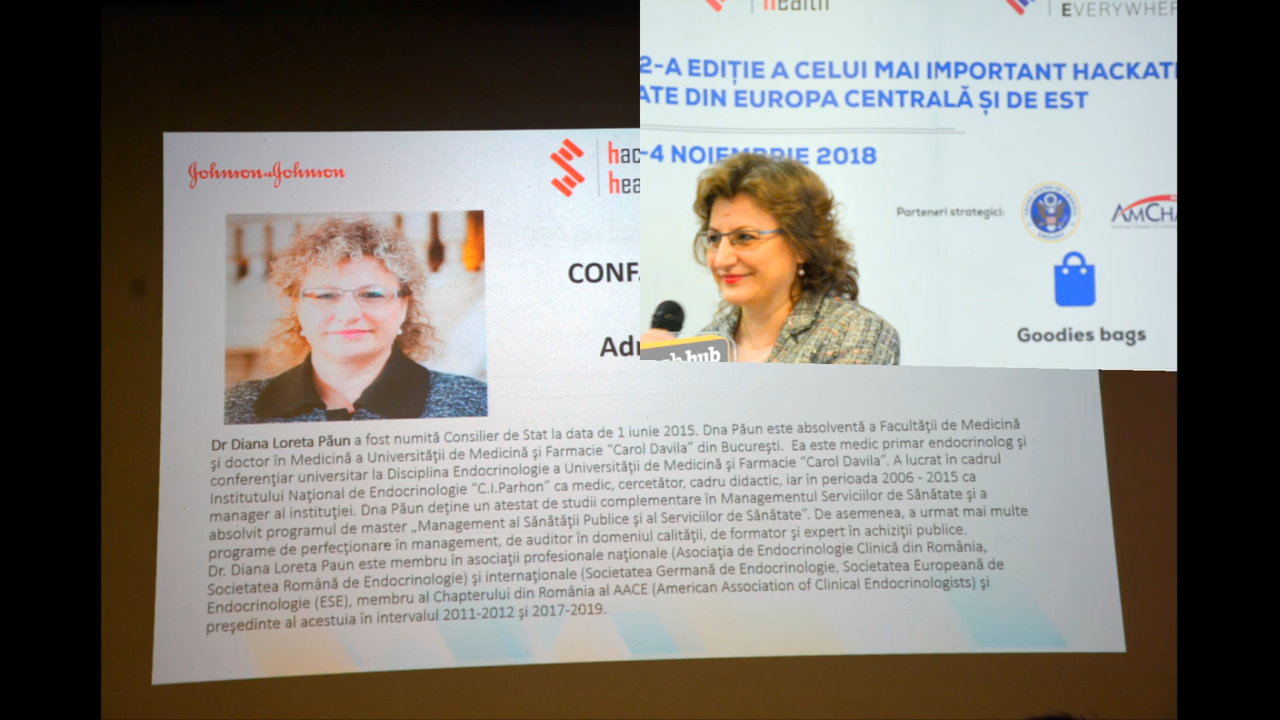 health
EVERYWHER
2-A EDIȚIE A CELUI MAI IMPORTANT HACKAT
ATE DIN EUROPA CENTRALĂ ȘI DE EST
-4 NOIEMBRIE 2018
Parteneri strategici:
AMCHA
Goodies bags
hub
Johnson&Johnson
hac
hea
CONF.
Adr
Dr Diana Loreta Păun a fost numită Consilier de Stat la data de 1 iunie 2015. Dna Păun este absolventă a Facultăţii de Medicină
şi doctor în Medicină a Universităţii de Medicină şi Farmacie “Carol Davila” din Bucureşti. Ea este medic primar endocrinolog şi
conferenţiar universitar la Disciplina Endocrinologie a Universităţii de Medicină şi Farmacie “Carol Davila”. A lucrat în cadrul
Institutului Naţional de Endocrinologie “C.I.Parhon” ca medic, cercetător, cadru didactic, iar în perioada 2006 - 2015 ca
manager al instituţiei. Dna Păun deţine un atestat de studii complementare în Managementul Serviciilor de Sănătate şi a
absolvit programul de master „Management al Sănătăţii Publice şi al Serviciilor de Sănătate”. De asemenea, a urmat mai multe
programe de perfecţionare în management, de auditor în domeniul calităţii, de formator şi expert în achiziţii publice.
Dr. Diana Loreta Paun este membru în asociaţii profesionale naţionale (Asociaţia de Endocrinologie Clinică din România,
Societatea Română de Endocrinologie) şi internaţionale (Societatea Germană de Endocrinologie, Societatea Europeană de
Endocrinologie (ESE), membru al Chapterului din România al AACE (American Association of Clinical Endocrinologists) şi
preşedinte al acestuia în intervalul 2011-2012 şi 2017-2019.